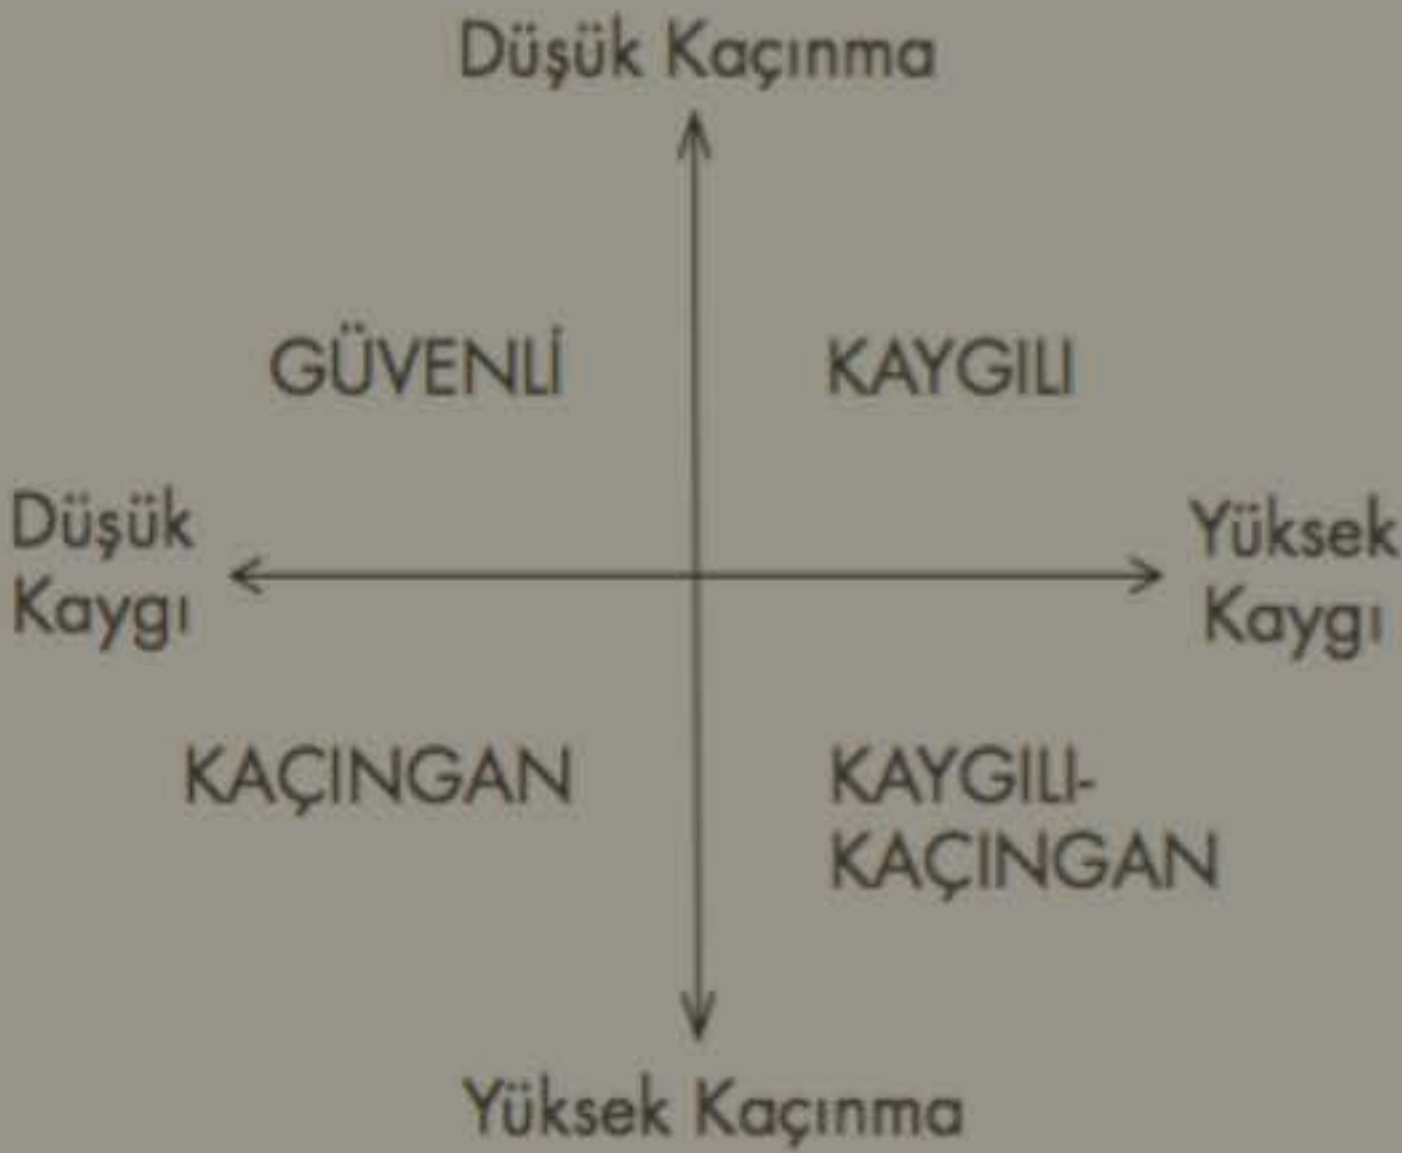 Düşük Kaçınma
GÜVENLİ
KAYGILI
Düşük
Kaygı
Yüksek
Kaygı
KAÇINGAN
KAYGILI-
KAÇINGAN
Yüksek Kaçınma